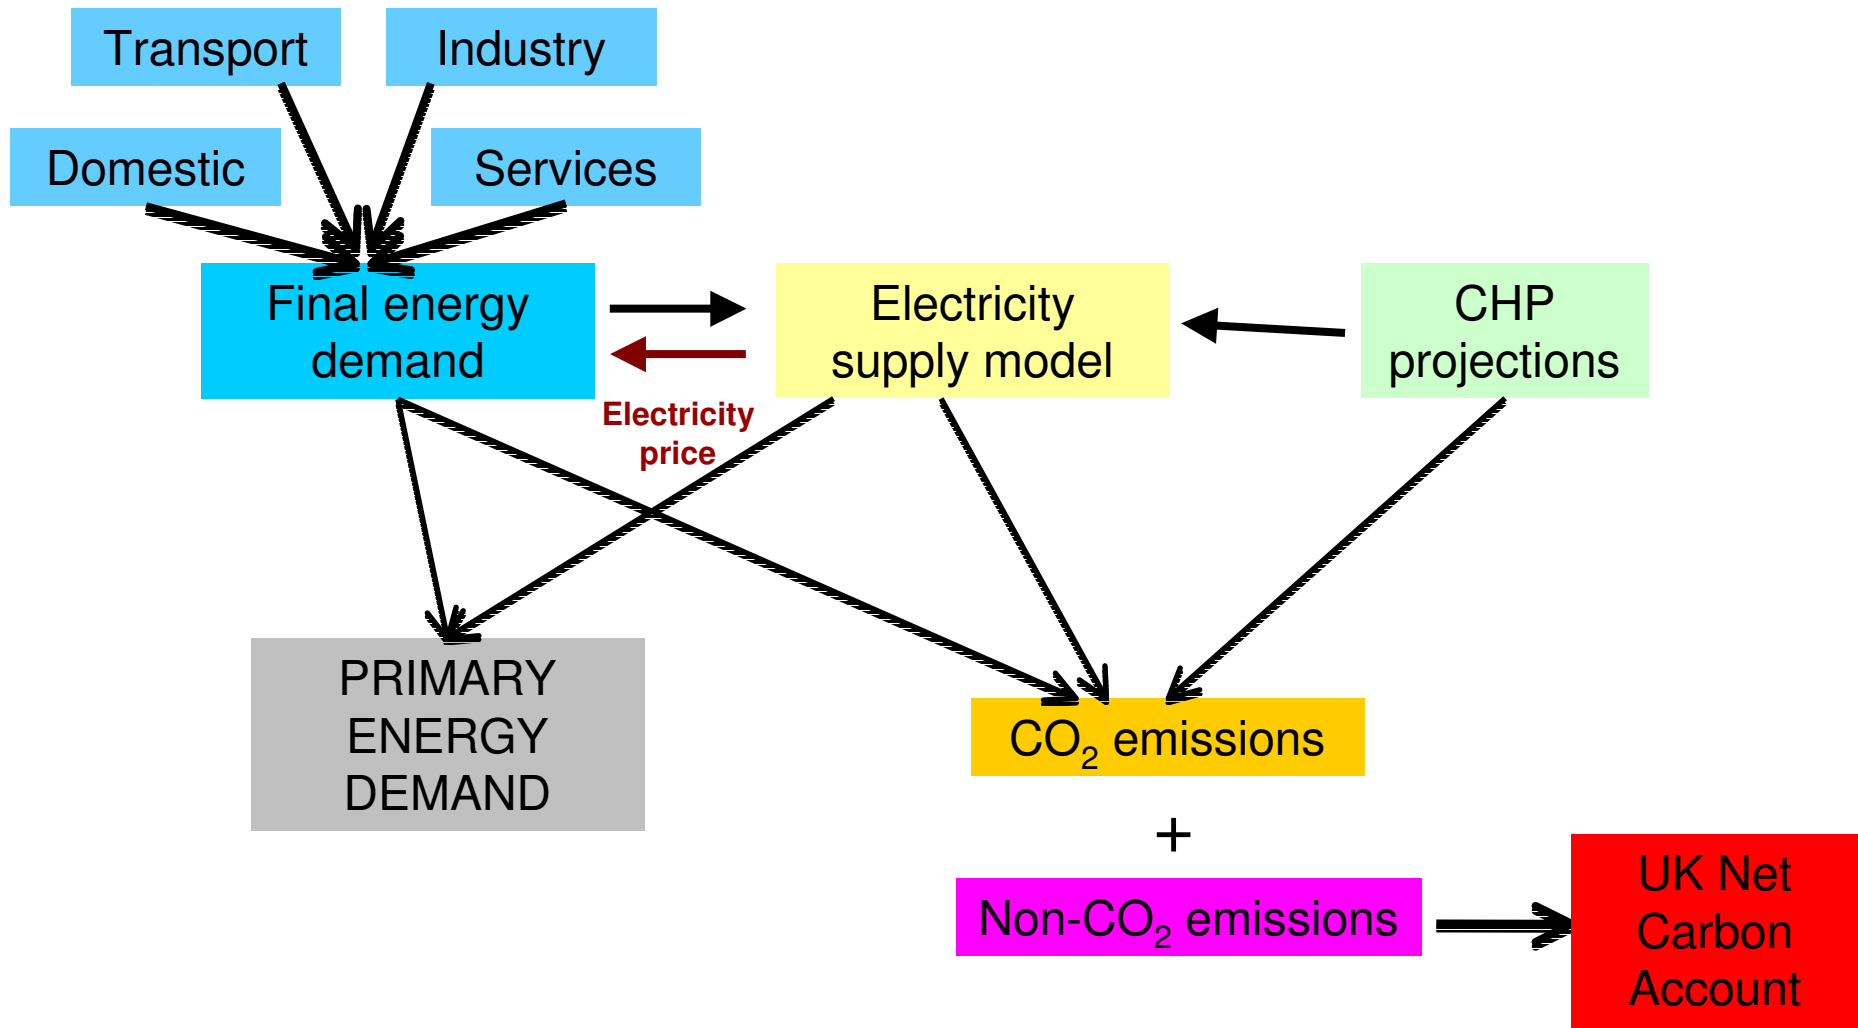 Transport
Industry
Domestic
Services
Final energy
demand
Electricity
supply model
CHP
projections
Electricity
price
PRIMARY
ENERGY
DEMAND
CO₂ emissions
+
Non-CO₂ emissions
UK Net
Carbon
Account